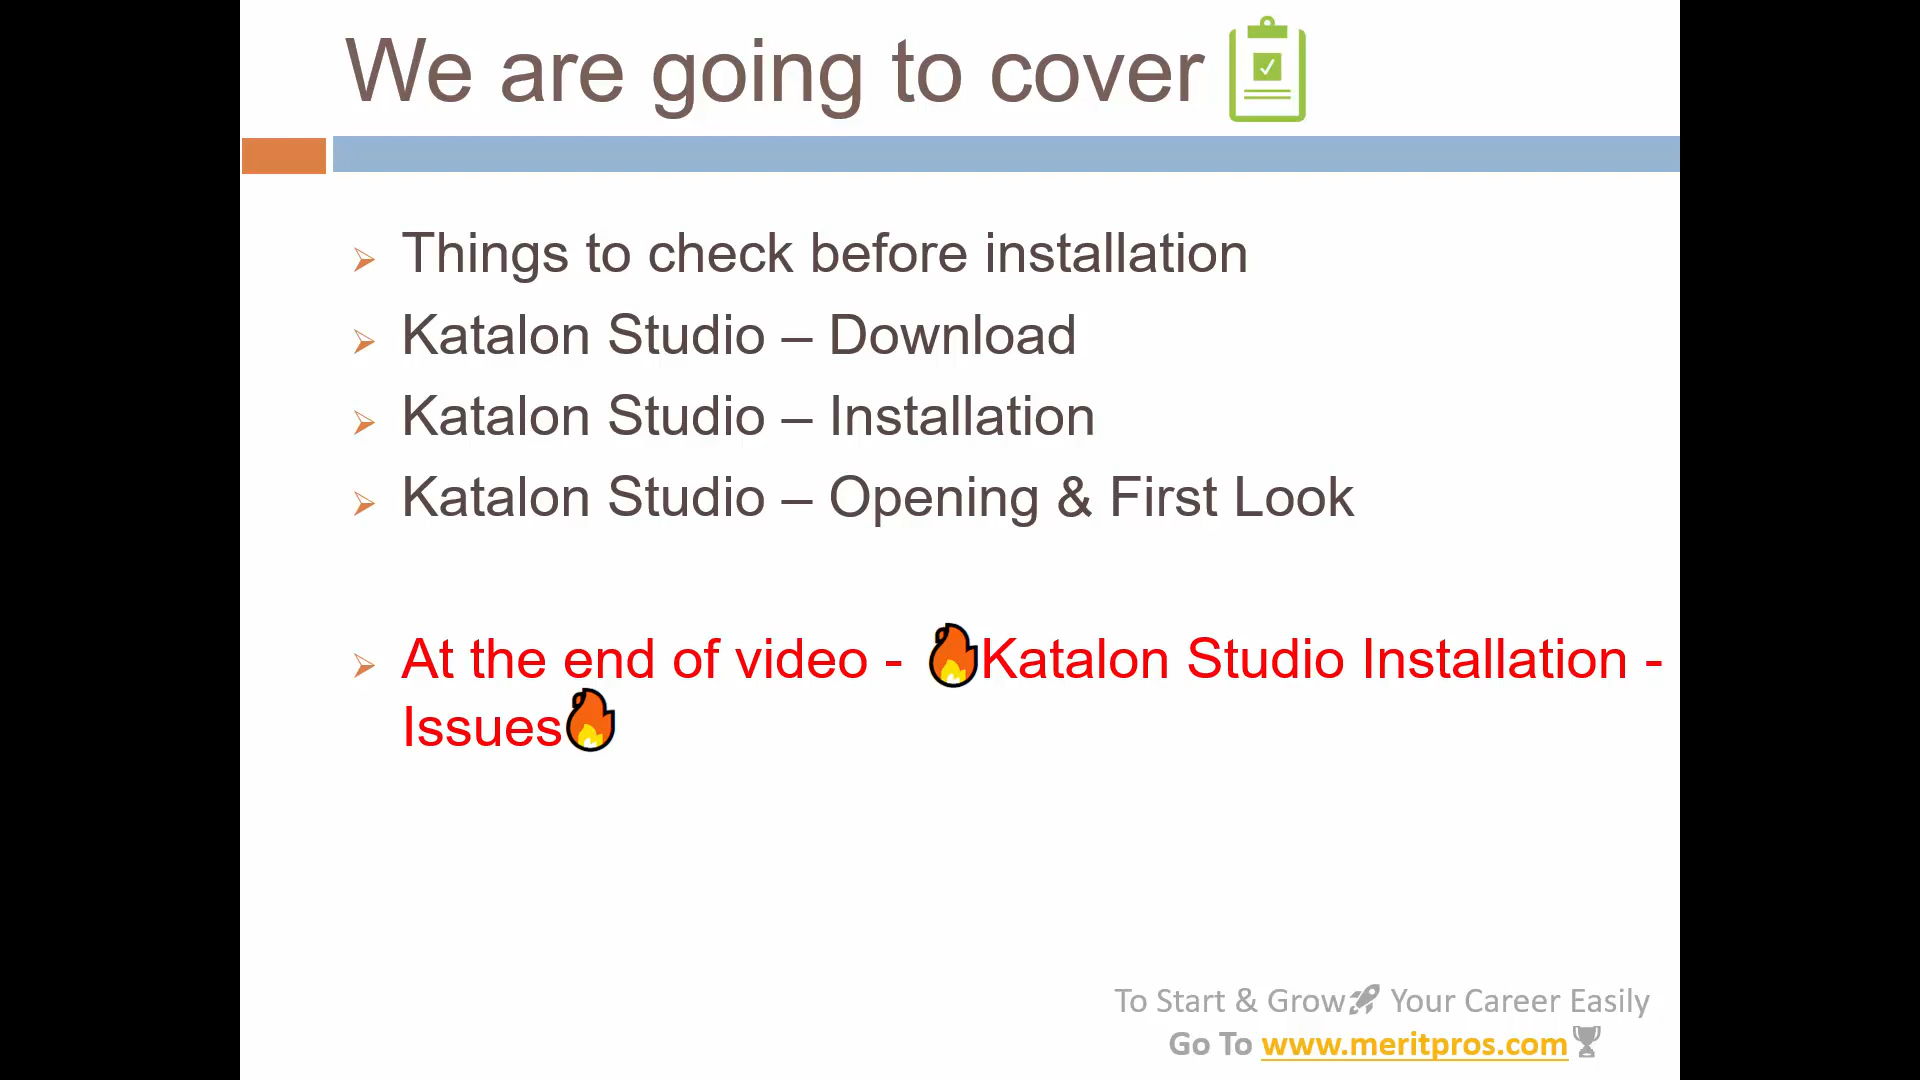 We are going to cover
Things to check before installation
Katalon Studio – Download
Katalon Studio – Installation
Katalon Studio – Opening & First Look
At the end of video - 🔥Katalon Studio Installation -
Issues🔥
To Start & Grow🚀 Your Career Easily
Go To www.meritpros.com🏆